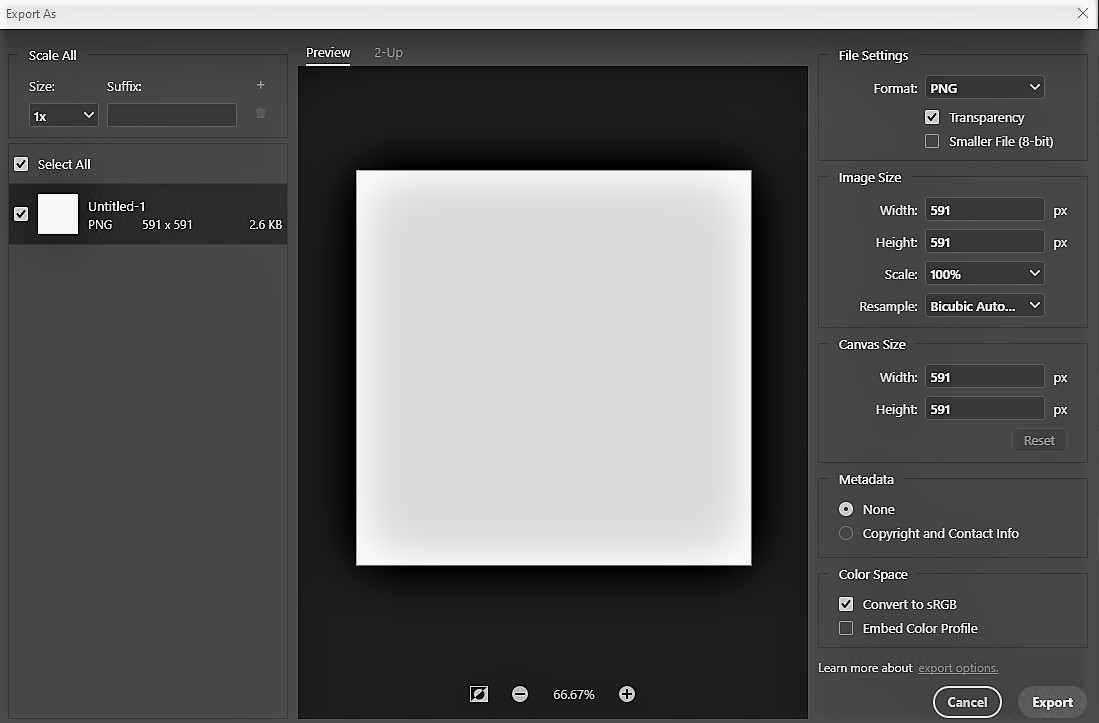 Export As
Scale All
Size:
Suffix:
+
1x
Select All
Untitled-1
PNG 591 x 591 2.6 KB
Preview 2-Up
66.67%
File Settings
Format: PNG
Transparency
Smaller File (8-bit)
Image Size
Width: 591 px
Height: 591 px
Scale: 100%
Resample: Bicubic Auto...
Canvas Size
Width: 591 px
Height: 591 px
Reset
Metadata
None
Copyright and Contact Info
Color Space
Convert to sRGB
Embed Color Profile
Learn more about export options.
Cancel Export